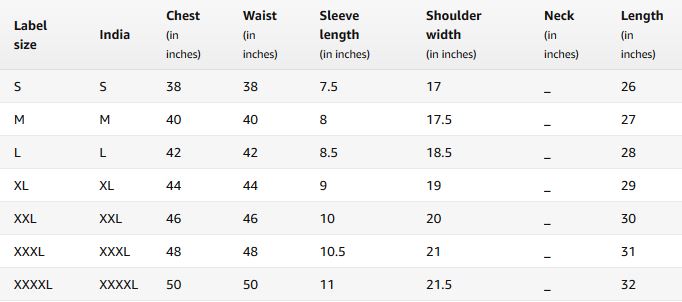 Label size India Chest (in inches) Waist (in inches) Sleeve length (in inches) Shoulder width (in inches) Neck (in inches) Length (in inches)
S S 38 38 7.5 17 _ 26
M M 40 40 8 17.5 _ 27
L L 42 42 8.5 18.5 _ 28
XL XL 44 44 9 19 _ 29
XXL XXL 46 46 10 20 _ 30
XXXL XXXL 48 48 10.5 21 _ 31
XXXXL XXXXL 50 50 11 21.5 _ 32